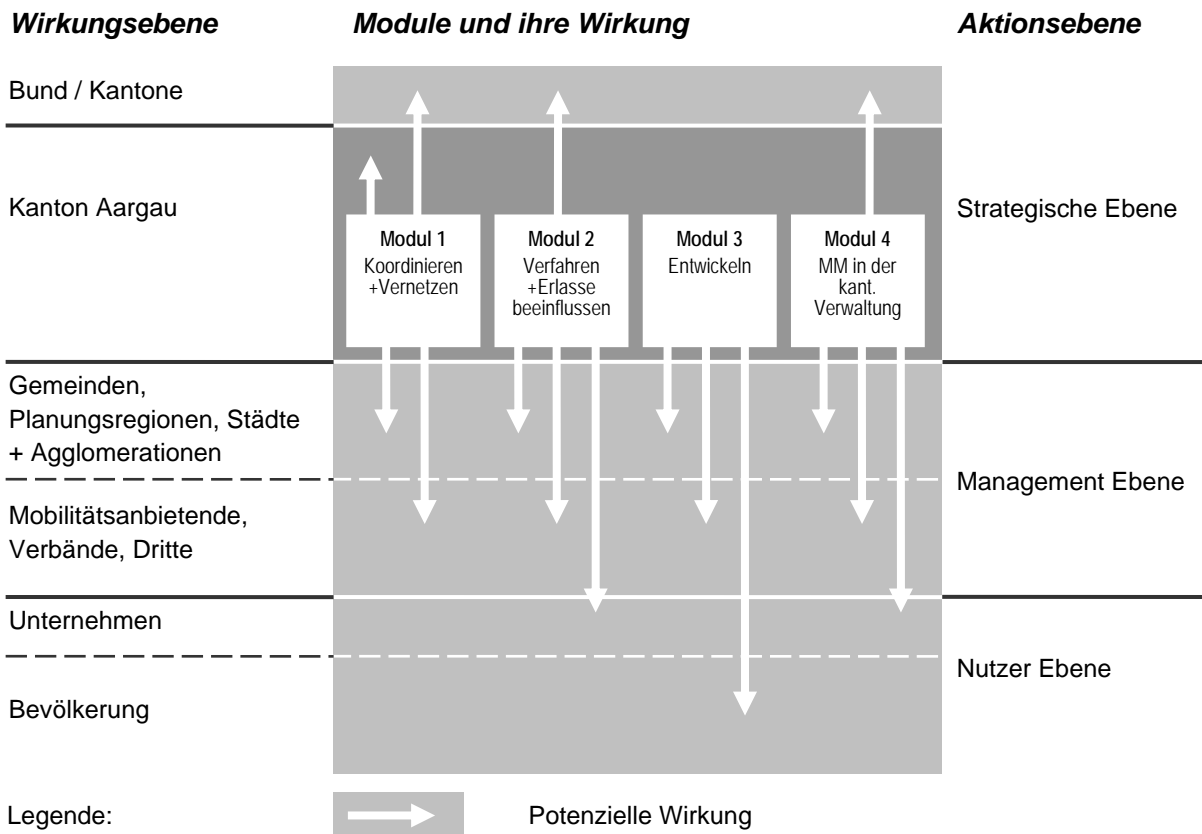 Wirkungsebene
Module und ihre Wirkung
Aktionsebene
Bund / Kantone
Kanton Aargau
Strategische Ebene
Modul 1
Koordinieren
+Vernetzen
Modul 2
Verfahren
+Erlasse
beeinflussen
Modul 3
Entwickeln
Modul 4
MM in der
kant.
Verwaltung
Gemeinden,
Planungsregionen, Städte
+ Agglomerationen
Management Ebene
Mobilitätsanbietende,
Verbände, Dritte
Unternehmen
Nutzer Ebene
Bevölkerung
Legende:
Potenzielle Wirkung